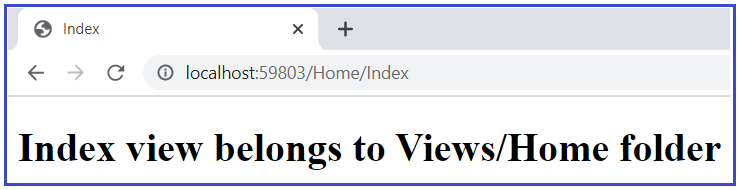 Index
localhost:59803/Home/Index
Index view belongs to Views/Home folder